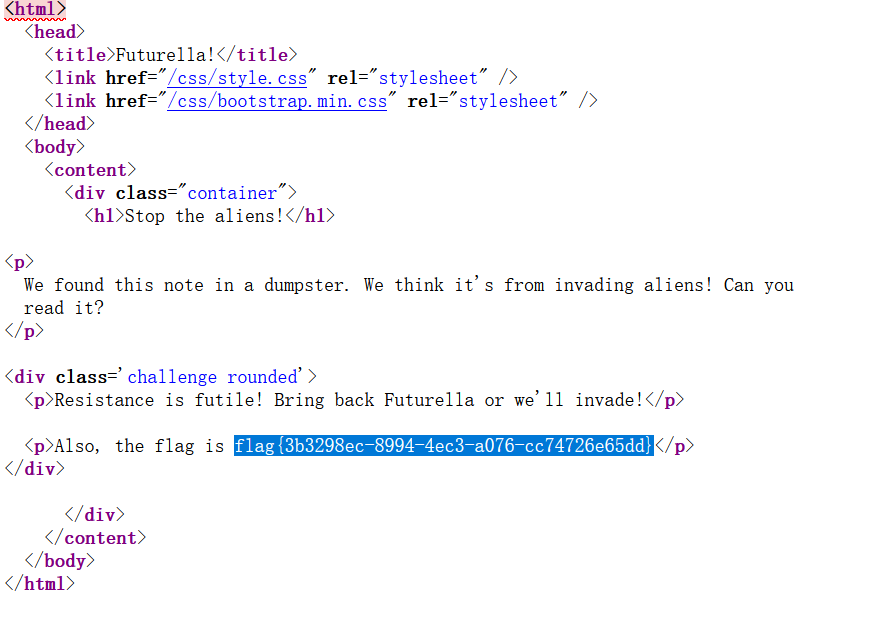 <html>
<head>
<title>Futurella!</title>
<link href="/css/style.css" rel="stylesheet" />
<link href="/css/bootstrap.min.css" rel="stylesheet" />
</head>
<body>
<content>
<div class="container">
<h1>Stop the aliens!</h1>
<p>
We found this note in a dumpster. We think it's from invading aliens! Can you
read it?
</p>
<div class='challenge rounded'>
<p>Resistance is futile! Bring back Futurella or we'll invade!</p>
<p>Also, the flag is flag{3b3298ec-8994-4ec3-a076-cc74726e65dd}</p>
</div>
</div>
</content>
</body>
</html>